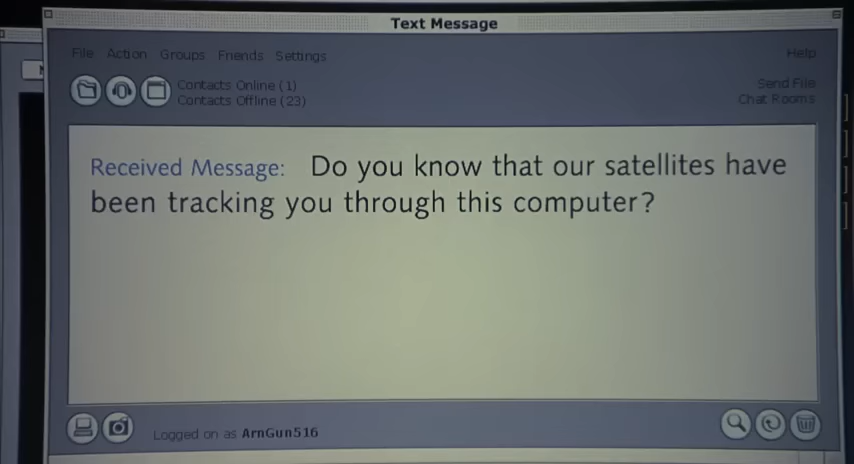 Text Message
File Action Groups Friends Settings Help
Contacts Online (1) Send File
Contacts Offline (23) Chat Rooms
Received Message: Do you know that our satellites have
been tracking you through this computer?
Logged on as ArnGun516